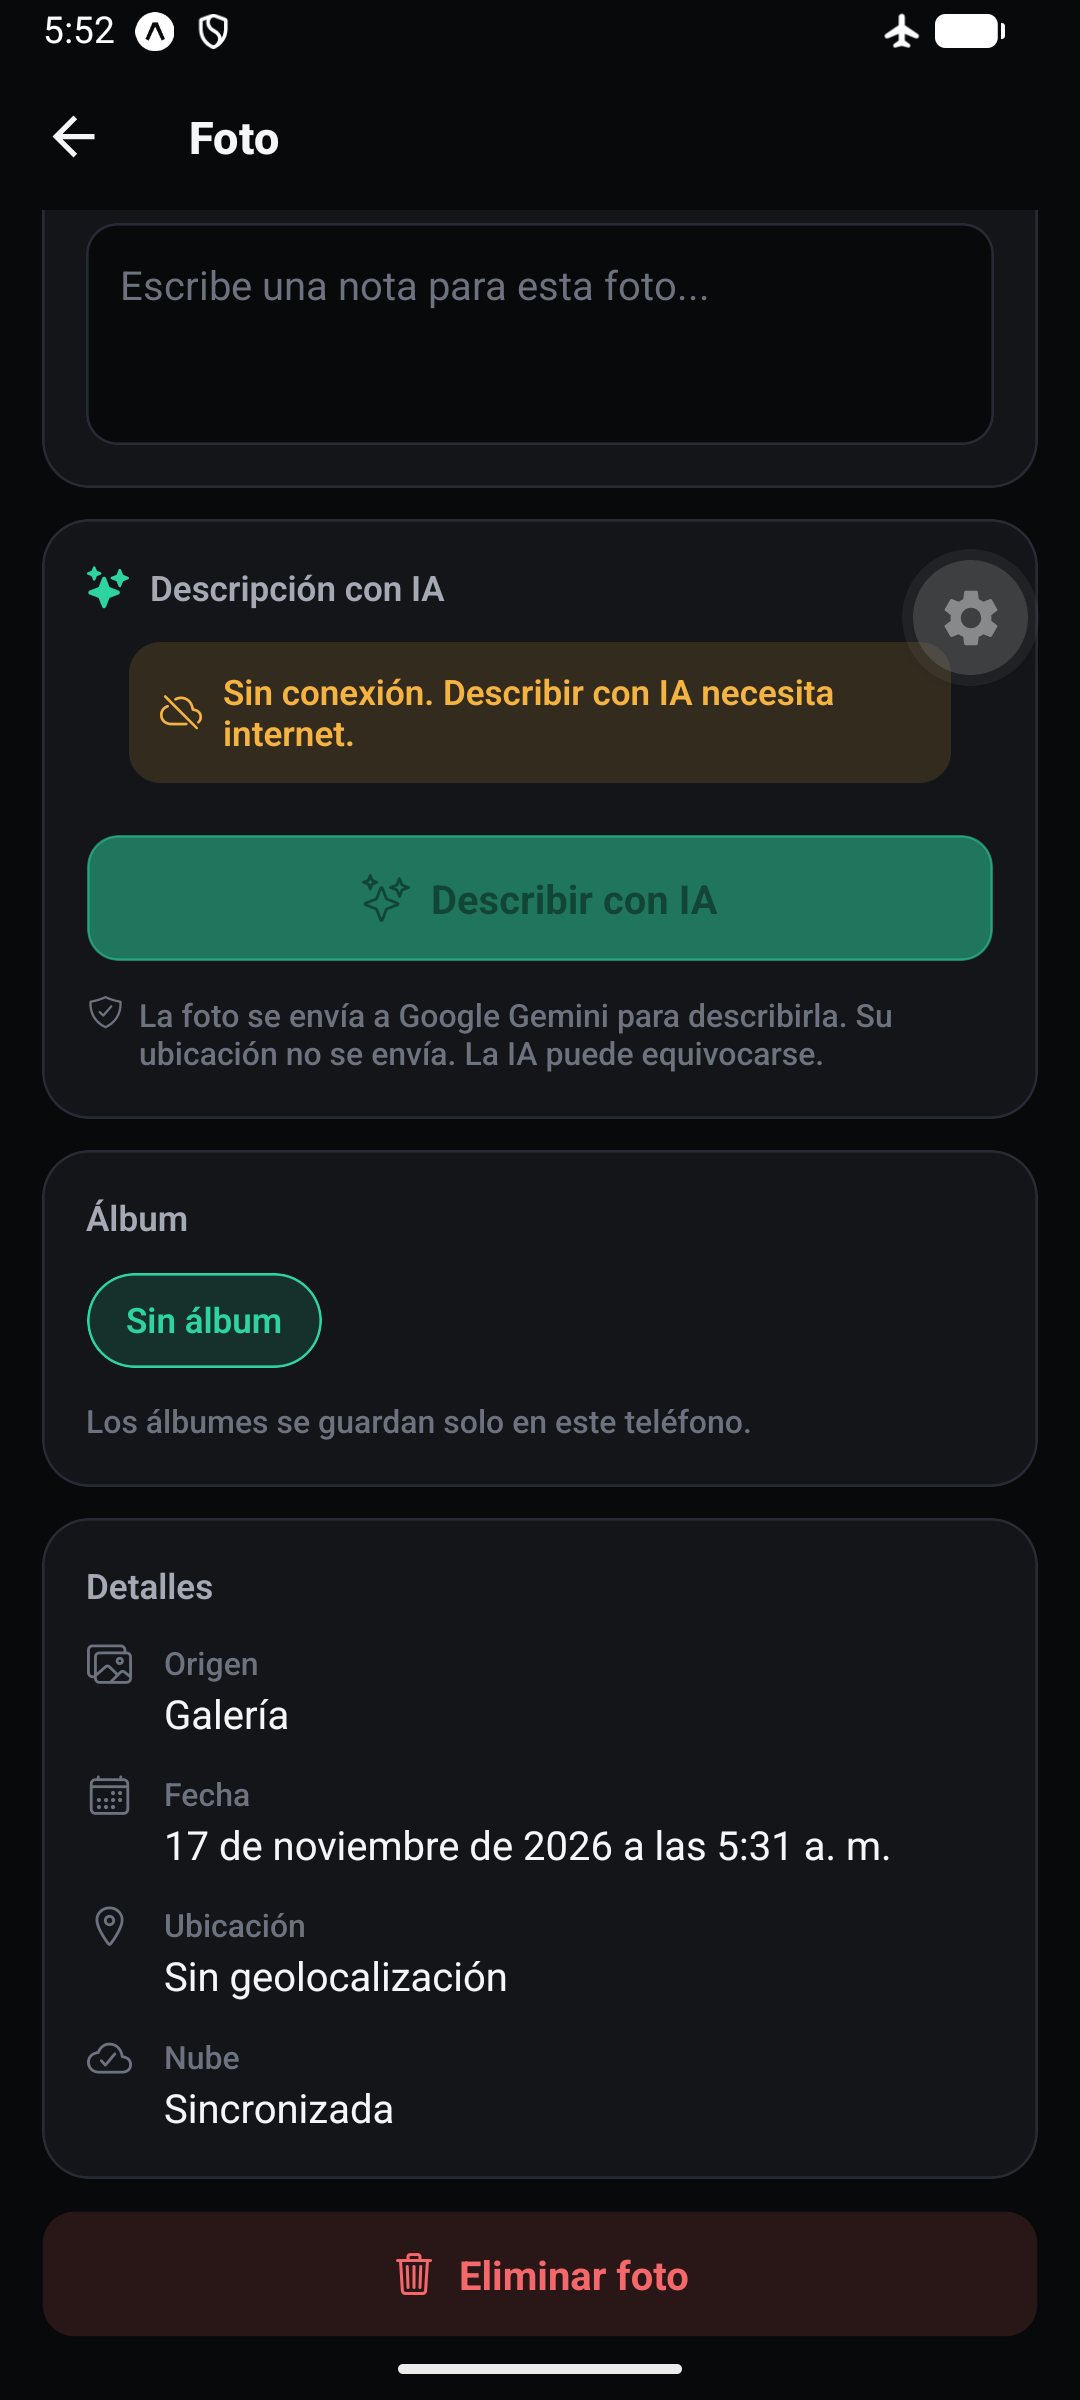 5:52
Foto
Escribe una nota para esta foto...
Descripción con IA
Sin conexión. Describir con IA necesita
internet.
Describir con IA
La foto se envía a Google Gemini para describirla. Su
ubicación no se envía. La IA puede equivocarse.
Álbum
Sin álbum
Los álbumes se guardan solo en este teléfono.
Detalles
Origen
Galería
Fecha
17 de noviembre de 2026 a las 5:31 a. m.
Ubicación
Sin geolocalización
Nube
Sincronizada
Eliminar foto